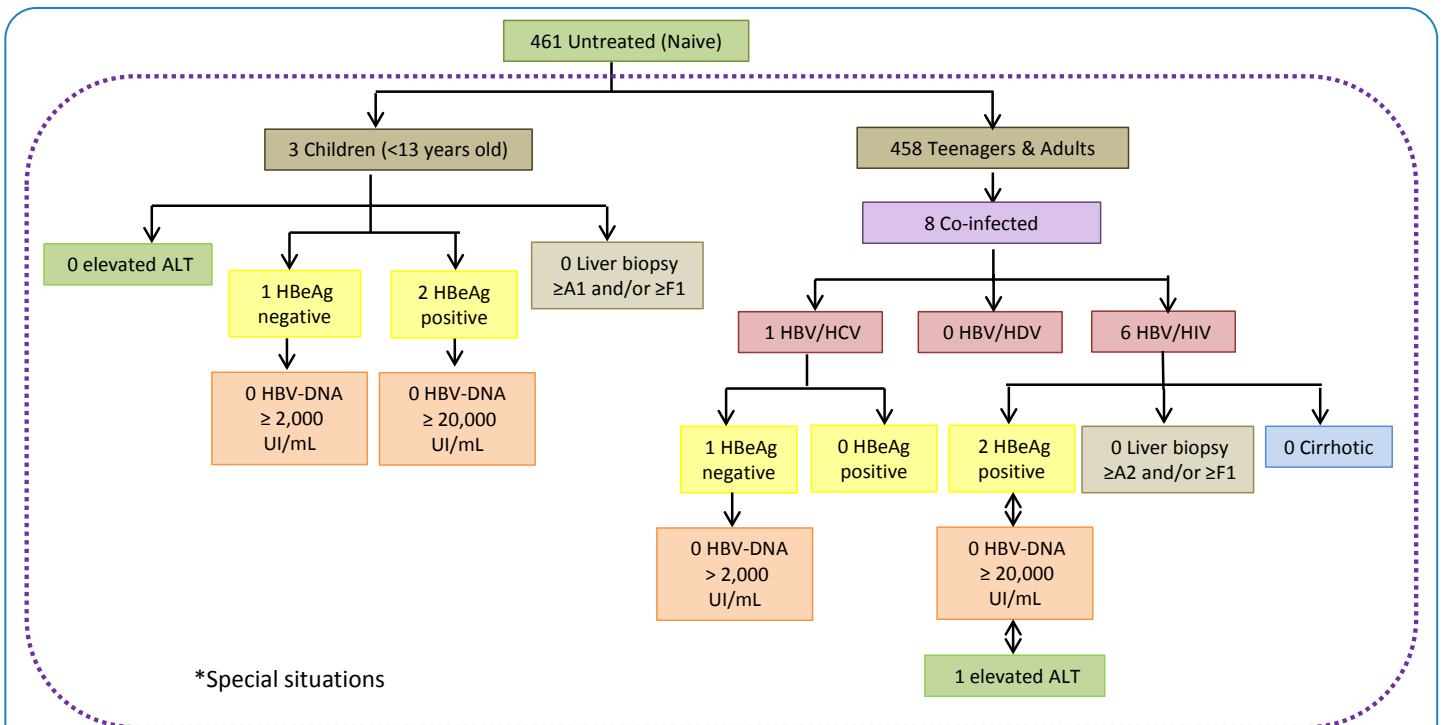 461 Untreated (Naive)
3 Children (<13 years old)
458 Teenagers & Adults
8 Co-infected
0 elevated ALT
1 HBeAg
negative
2 HBeAg
positive
0 Liver biopsy
≥A1 and/or ≥F1
1 HBV/HCV
0 HBV/HDV
6 HBV/HIV
0 HBV-DNA
≥ 2,000
UI/mL
0 HBV-DNA
≥ 20,000
UI/mL
1 HBeAg
negative
0 HBeAg
positive
2 HBeAg
positive
0 Liver biopsy
≥A2 and/or ≥F1
0 Cirrhotic
0 HBV-DNA
> 2,000
UI/mL
0 HBV-DNA
≥ 20,000
UI/mL
1 elevated ALT
*Special situations